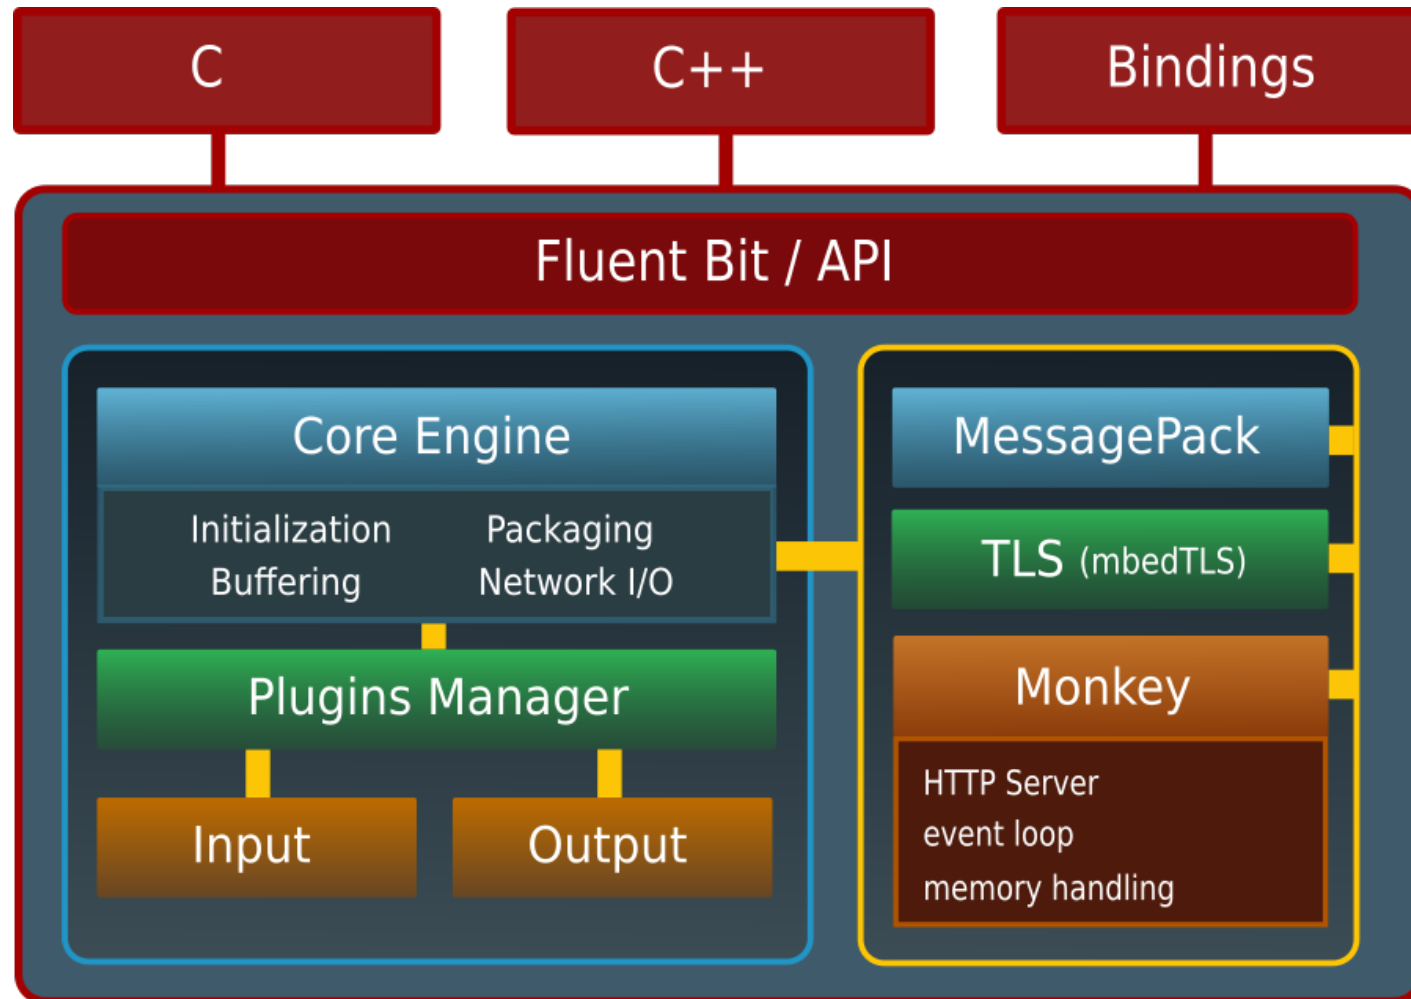 C
C++
Bindings
Fluent Bit / API
Core Engine
Initialization
Packaging
Buffering
Network I/O
Plugins Manager
Input
Output
MessagePack
TLS (mbedTLS)
Monkey
HTTP Server
event loop
memory handling